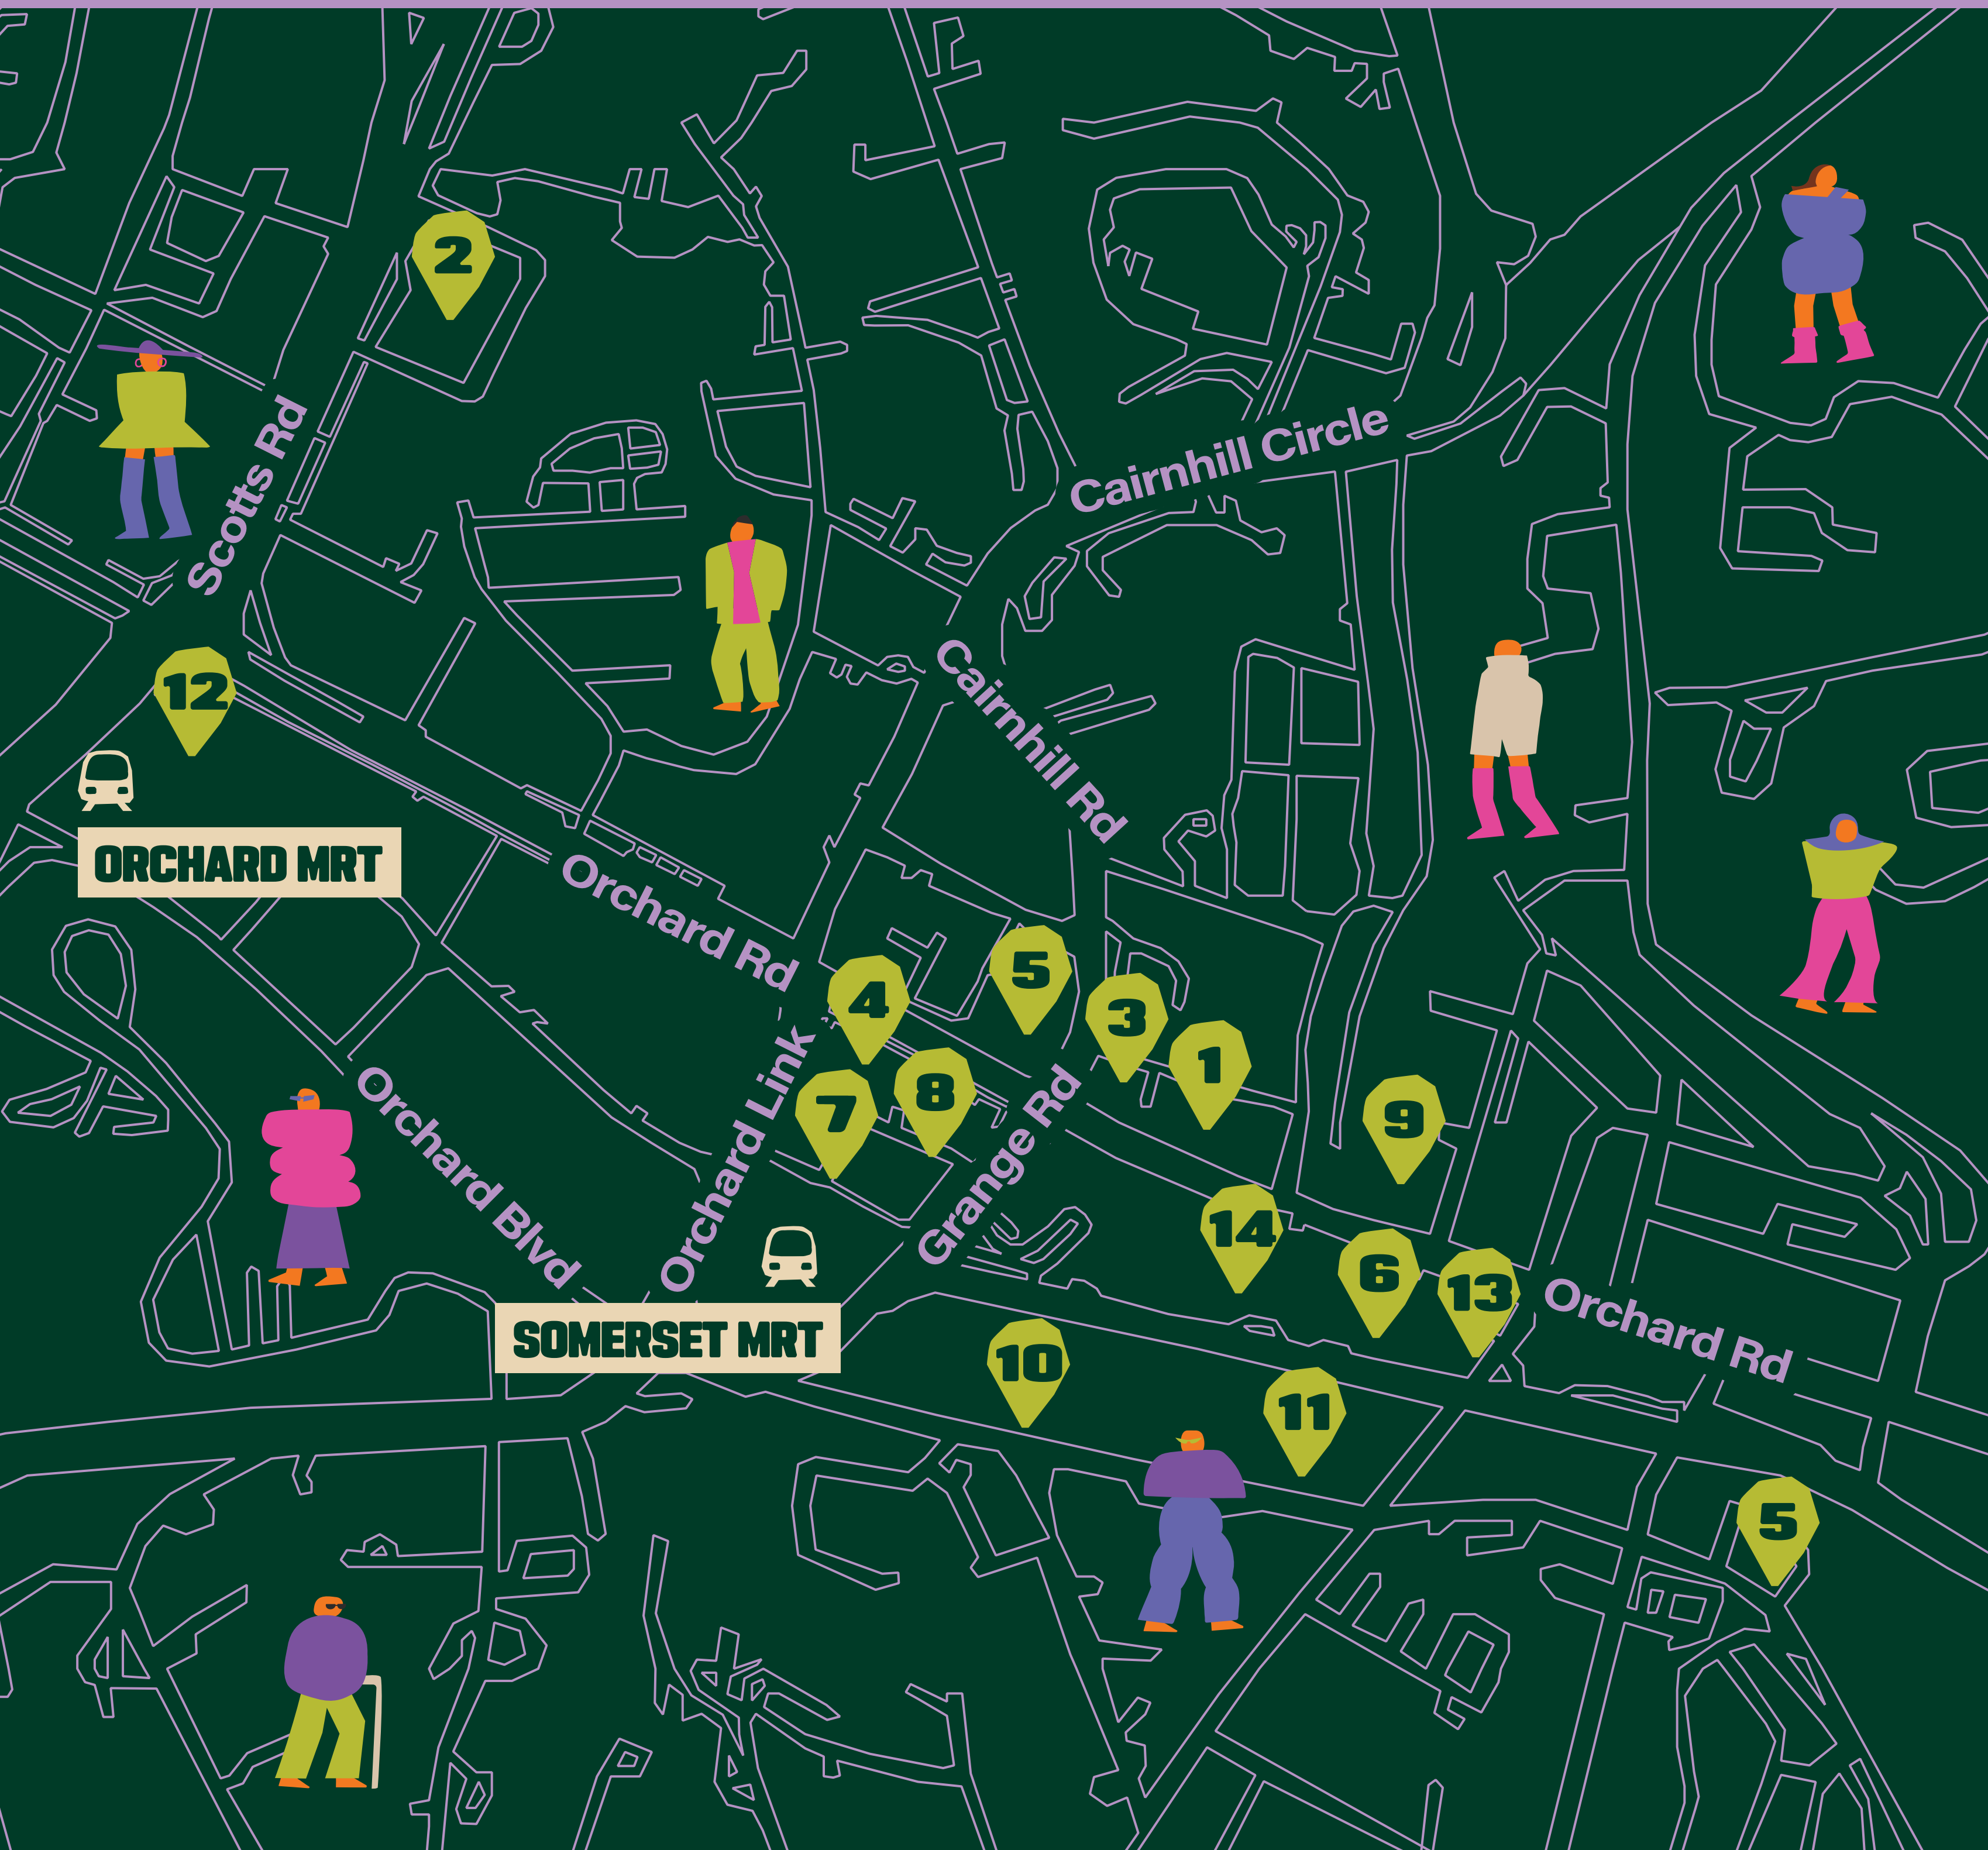 2
Scotts Rd
Cairnhill Circle
12
Cairnhill Rd
ORCHARD MRT
Orchard Rd
5
4
3
1
8
7
9
Orchard Link
Grange Rd
Orchard Blvd
14
6
13
Orchard Rd
SOMERSET MRT
10
11
5